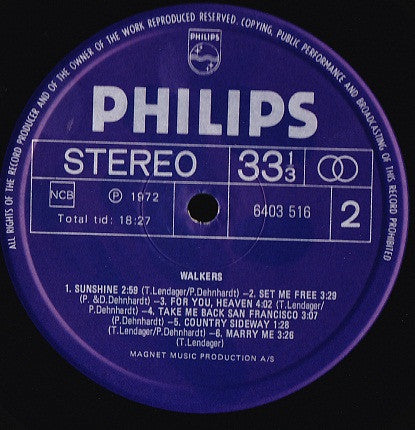 ALL RIGHTS OF THE RECORD PRODUCER AND OF THE OWNER OF THE WORK REPRODUCED RESERVED. COPYING, PUBLIC PERFORMANCE AND BROADCASTING OF THIS RECORD PROHIBITED
PHILIPS
PHILIPS
STEREO 33 1/3
NCB ℗ 1972
Total tid: 18:27 6403 516 2
WALKERS
1. SUNSHINE 2:59 (T.Lendager/P.Dehnhardt) –2. SET ME FREE 3:29
(P. &D.Dehnhardt) –3. FOR YOU, HEAVEN 4:02 (T.Lendager/
P.Dehnhardt) –4. TAKE ME BACK SAN FRANCISCO 3:07
(P.Dehnhardt) –5. COUNTRY SIDEWAY 1:28
(T.Lendager/P.Dehnhardt) –6. MARRY ME 3:26
(T.Lendager)
MAGNET MUSIC PRODUCTION A/S